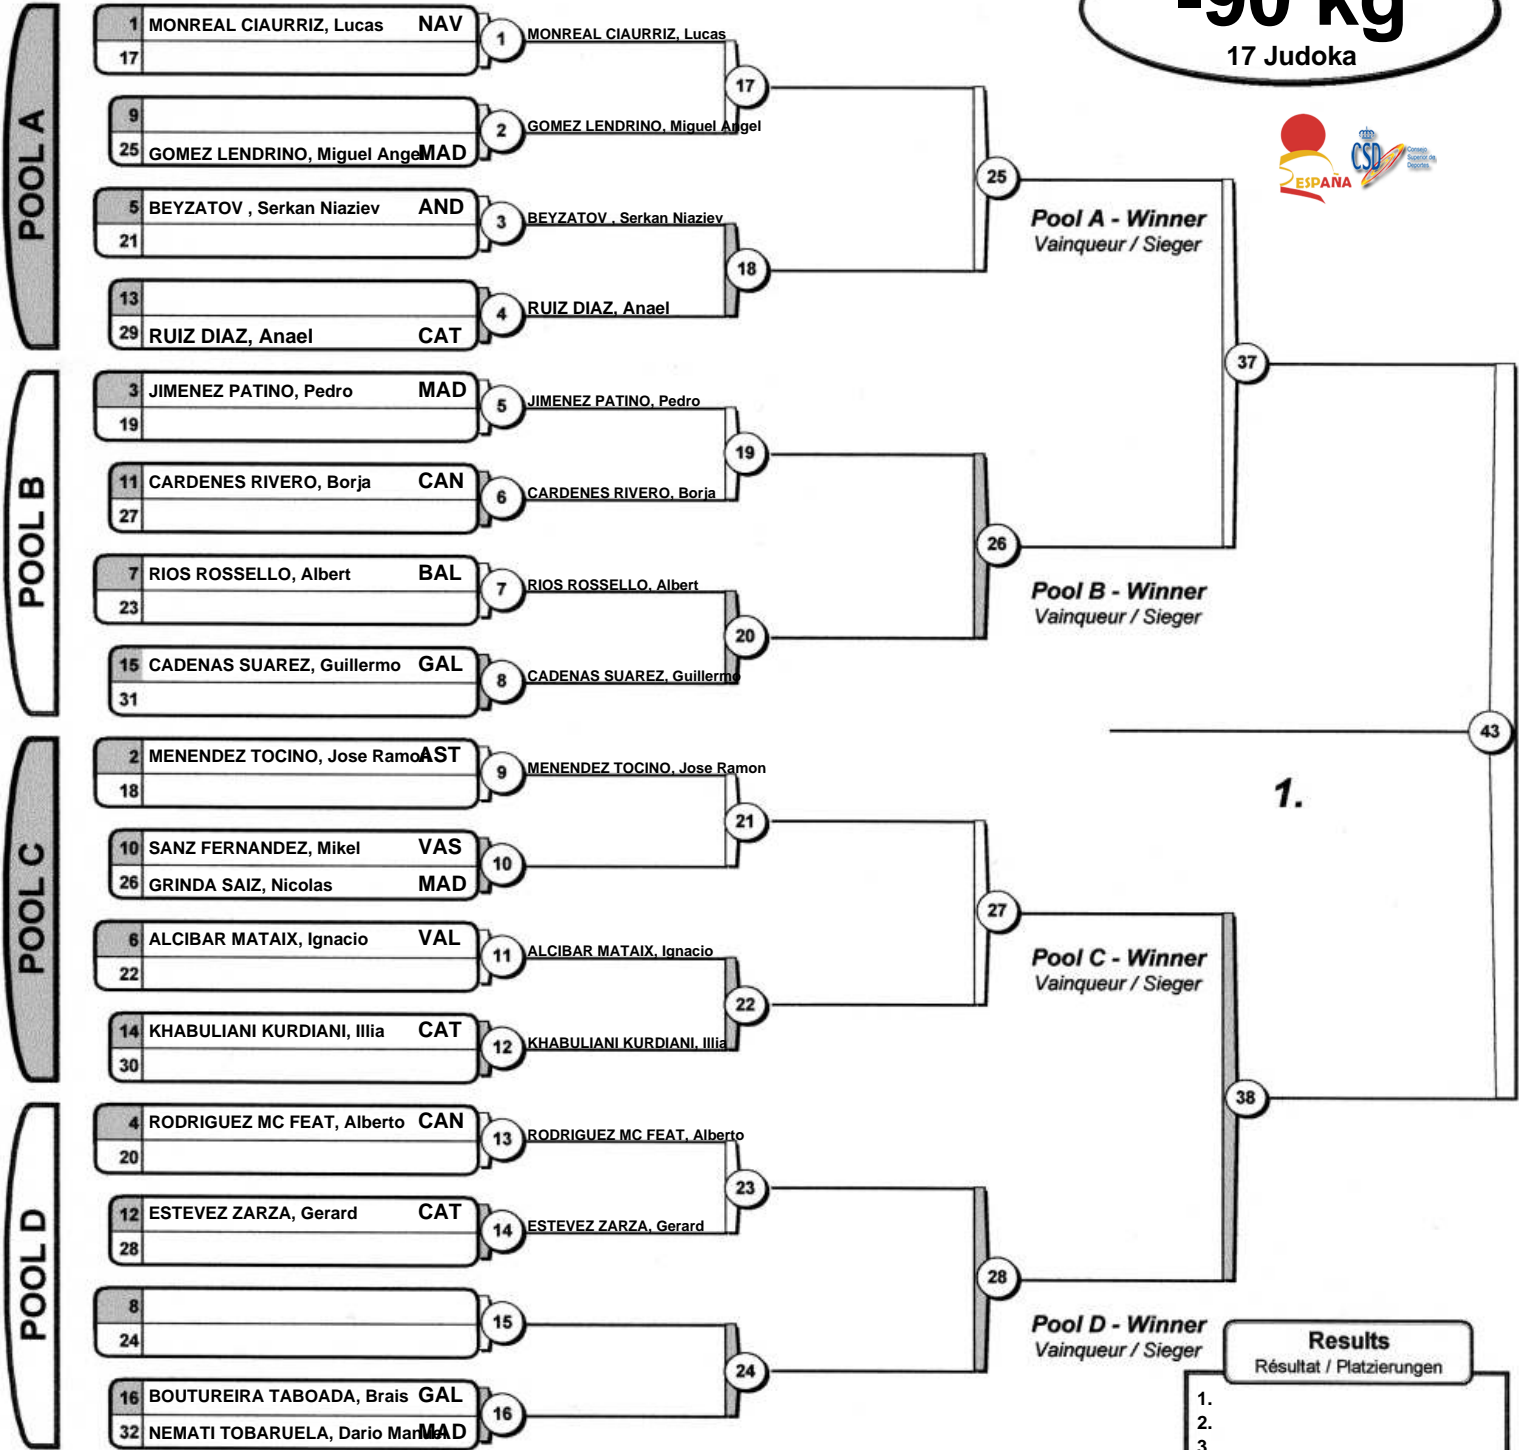 -90 kg
17 Judoka
ESPAÑA
CSD
Consejo
Superior de
Deportes
POOL A
1 MONREAL CIAURRIZ, Lucas NAV
17
1 MONREAL CIAURRIZ, Lucas
17
9
25 GOMEZ LENDRINO, Miguel Angel MAD
2 GOMEZ LENDRINO, Miguel Angel
25
5 BEYZATOV , Serkan Niaziev AND
21
3 BEYZATOV , Serkan Niaziev
18
13
29 RUIZ DIAZ, Anael CAT
4 RUIZ DIAZ, Anael
Pool A - Winner
Vainqueur / Sieger
37
POOL B
3 JIMENEZ PATINO, Pedro MAD
19
5 JIMENEZ PATINO, Pedro
19
11 CARDENES RIVERO, Borja CAN
27
6 CARDENES RIVERO, Borja
26
7 RIOS ROSSELLO, Albert BAL
23
7 RIOS ROSSELLO, Albert
20
15 CADENAS SUAREZ, Guillermo GAL
31
8 CADENAS SUAREZ, Guillermo
Pool B - Winner
Vainqueur / Sieger
43
1.
POOL C
2 MENENDEZ TOCINO, Jose Ramon AST
18
9 MENENDEZ TOCINO, Jose Ramon
21
10 SANZ FERNANDEZ, Mikel VAS
26 GRINDA SAIZ, Nicolas MAD
10
27
6 ALCIBAR MATAIX, Ignacio VAL
22
11 ALCIBAR MATAIX, Ignacio
22
14 KHABULIANI KURDIANI, Illia CAT
30
12 KHABULIANI KURDIANI, Illia
Pool C - Winner
Vainqueur / Sieger
38
POOL D
4 RODRIGUEZ MC FEAT, Alberto CAN
20
13 RODRIGUEZ MC FEAT, Alberto
23
12 ESTEVEZ ZARZA, Gerard CAT
28
14 ESTEVEZ ZARZA, Gerard
28
8
24
15
24
16 BOUTUREIRA TABOADA, Brais GAL
32 NEMATI TOBARUELA, Dario Manuel MAD
16
Pool D - Winner
Vainqueur / Sieger
Results
Résultat / Platzierungen
1.
2.
3